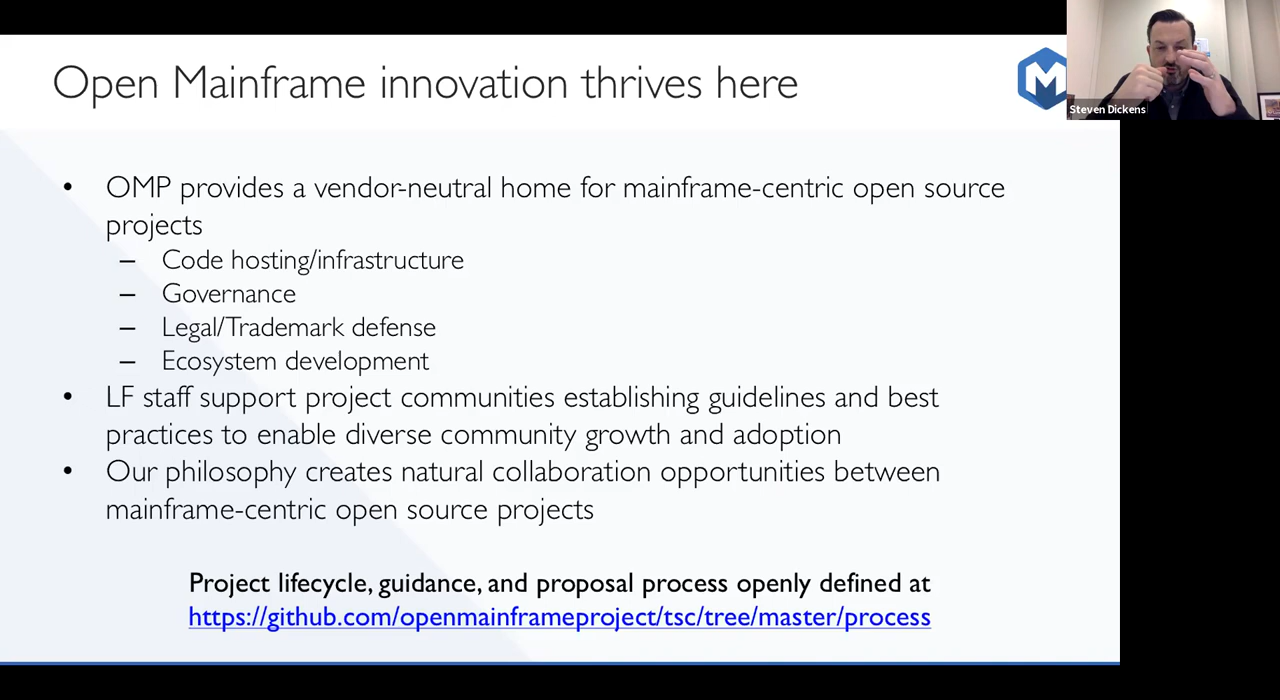 Open Mainframe innovation thrives here
M
Steven Dickens
• OMP provides a vendor-neutral home for mainframe-centric open source
projects
– Code hosting/infrastructure
– Governance
– Legal/Trademark defense
– Ecosystem development
• LF staff support project communities establishing guidelines and best
practices to enable diverse community growth and adoption
• Our philosophy creates natural collaboration opportunities between
mainframe-centric open source projects
Project lifecycle, guidance, and proposal process openly defined at
https://github.com/openmainframeproject/tsc/tree/master/process